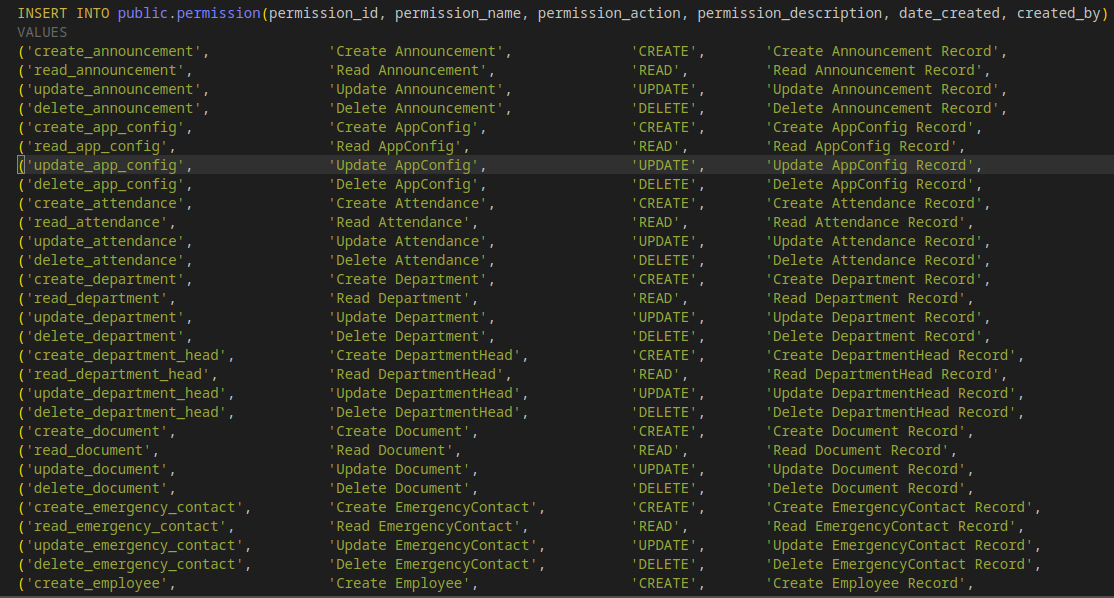 INSERT INTO public.permission(permission_id, permission_name, permission_action, permission_description, date_created, created_by)
VALUES
('create_announcement', 'Create Announcement', 'CREATE', 'Create Announcement Record',
('read_announcement', 'Read Announcement', 'READ', 'Read Announcement Record',
('update_announcement', 'Update Announcement', 'UPDATE', 'Update Announcement Record',
('delete_announcement', 'Delete Announcement', 'DELETE', 'Delete Announcement Record',
('create_app_config', 'Create AppConfig', 'CREATE', 'Create AppConfig Record',
('read_app_config', 'Read AppConfig', 'READ', 'Read AppConfig Record',
('update_app_config', 'Update AppConfig', 'UPDATE', 'Update AppConfig Record',
('delete_app_config', 'Delete AppConfig', 'DELETE', 'Delete AppConfig Record',
('create_attendance', 'Create Attendance', 'CREATE', 'Create Attendance Record',
('read_attendance', 'Read Attendance', 'READ', 'Read Attendance Record',
('update_attendance', 'Update Attendance', 'UPDATE', 'Update Attendance Record',
('delete_attendance', 'Delete Attendance', 'DELETE', 'Delete Attendance Record',
('create_department', 'Create Department', 'CREATE', 'Create Department Record',
('read_department', 'Read Department', 'READ', 'Read Department Record',
('update_department', 'Update Department', 'UPDATE', 'Update Department Record',
('delete_department', 'Delete Department', 'DELETE', 'Delete Department Record',
('create_department_head', 'Create DepartmentHead', 'CREATE', 'Create DepartmentHead Record',
('read_department_head', 'Read DepartmentHead', 'READ', 'Read DepartmentHead Record',
('update_department_head', 'Update DepartmentHead', 'UPDATE', 'Update DepartmentHead Record',
('delete_department_head', 'Delete DepartmentHead', 'DELETE', 'Delete DepartmentHead Record',
('create_document', 'Create Document', 'CREATE', 'Create Document Record',
('read_document', 'Read Document', 'READ', 'Read Document Record',
('update_document', 'Update Document', 'UPDATE', 'Update Document Record',
('delete_document', 'Delete Document', 'DELETE', 'Delete Document Record',
('create_emergency_contact', 'Create EmergencyContact', 'CREATE', 'Create EmergencyContact Record',
('read_emergency_contact', 'Read EmergencyContact', 'READ', 'Read EmergencyContact Record',
('update_emergency_contact', 'Update EmergencyContact', 'UPDATE', 'Update EmergencyContact Record',
('delete_emergency_contact', 'Delete EmergencyContact', 'DELETE', 'Delete EmergencyContact Record',
('create_employee', 'Create Employee', 'CREATE', 'Create Employee Record',